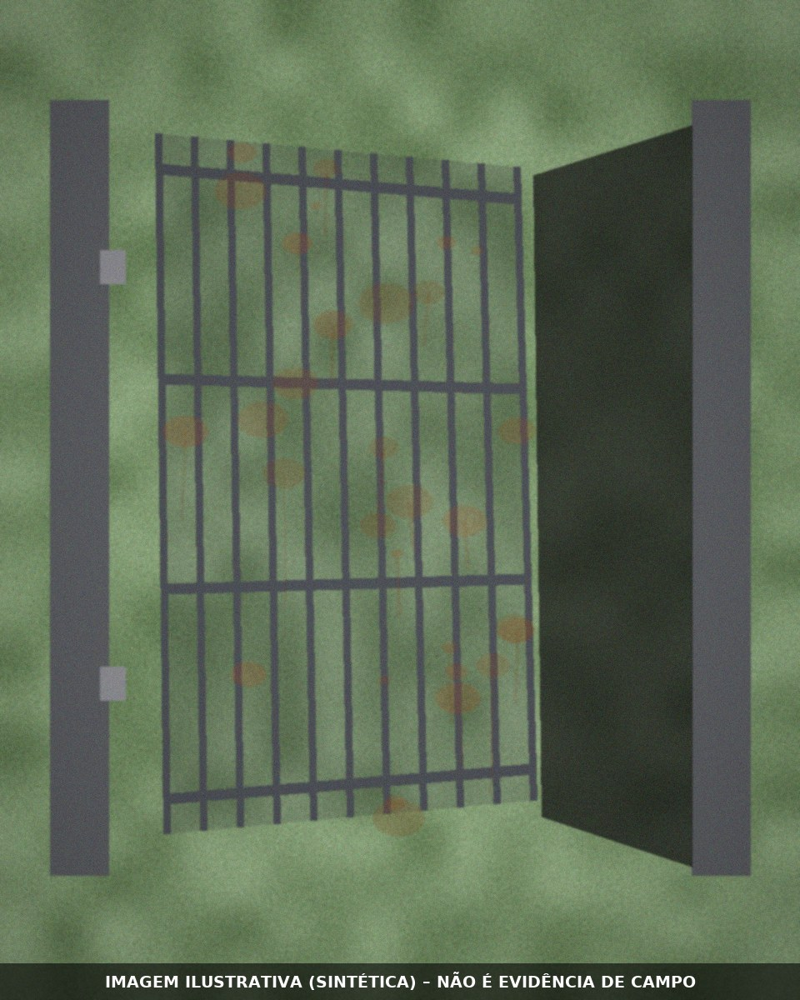 IMAGEM ILUSTRATIVA (SINTÉTICA) – NÃO É EVIDÊNCIA DE CAMPO